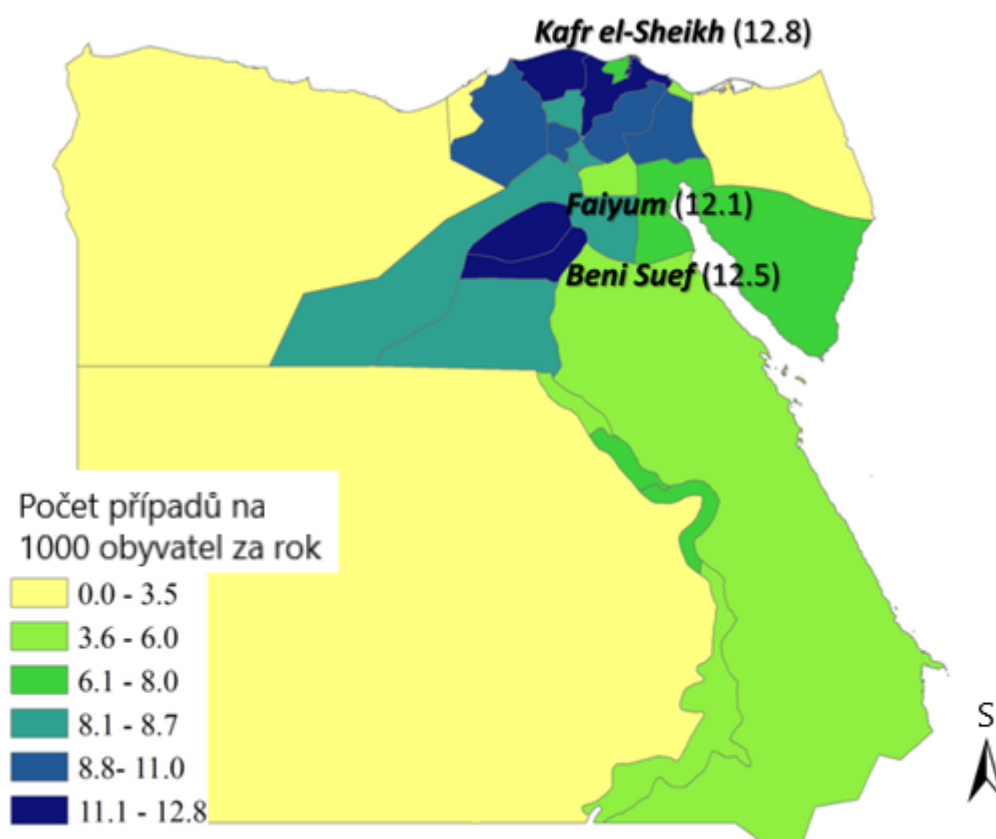 Kafr el-Sheikh (12.8)
Faiyum (12.1)
Beni Suef (12.5)
Počet případů na
1000 obyvatel za rok
0.0 - 3.5
3.6 - 6.0
6.1 - 8.0
8.1 - 8.7
8.8- 11.0
11.1 - 12.8
S